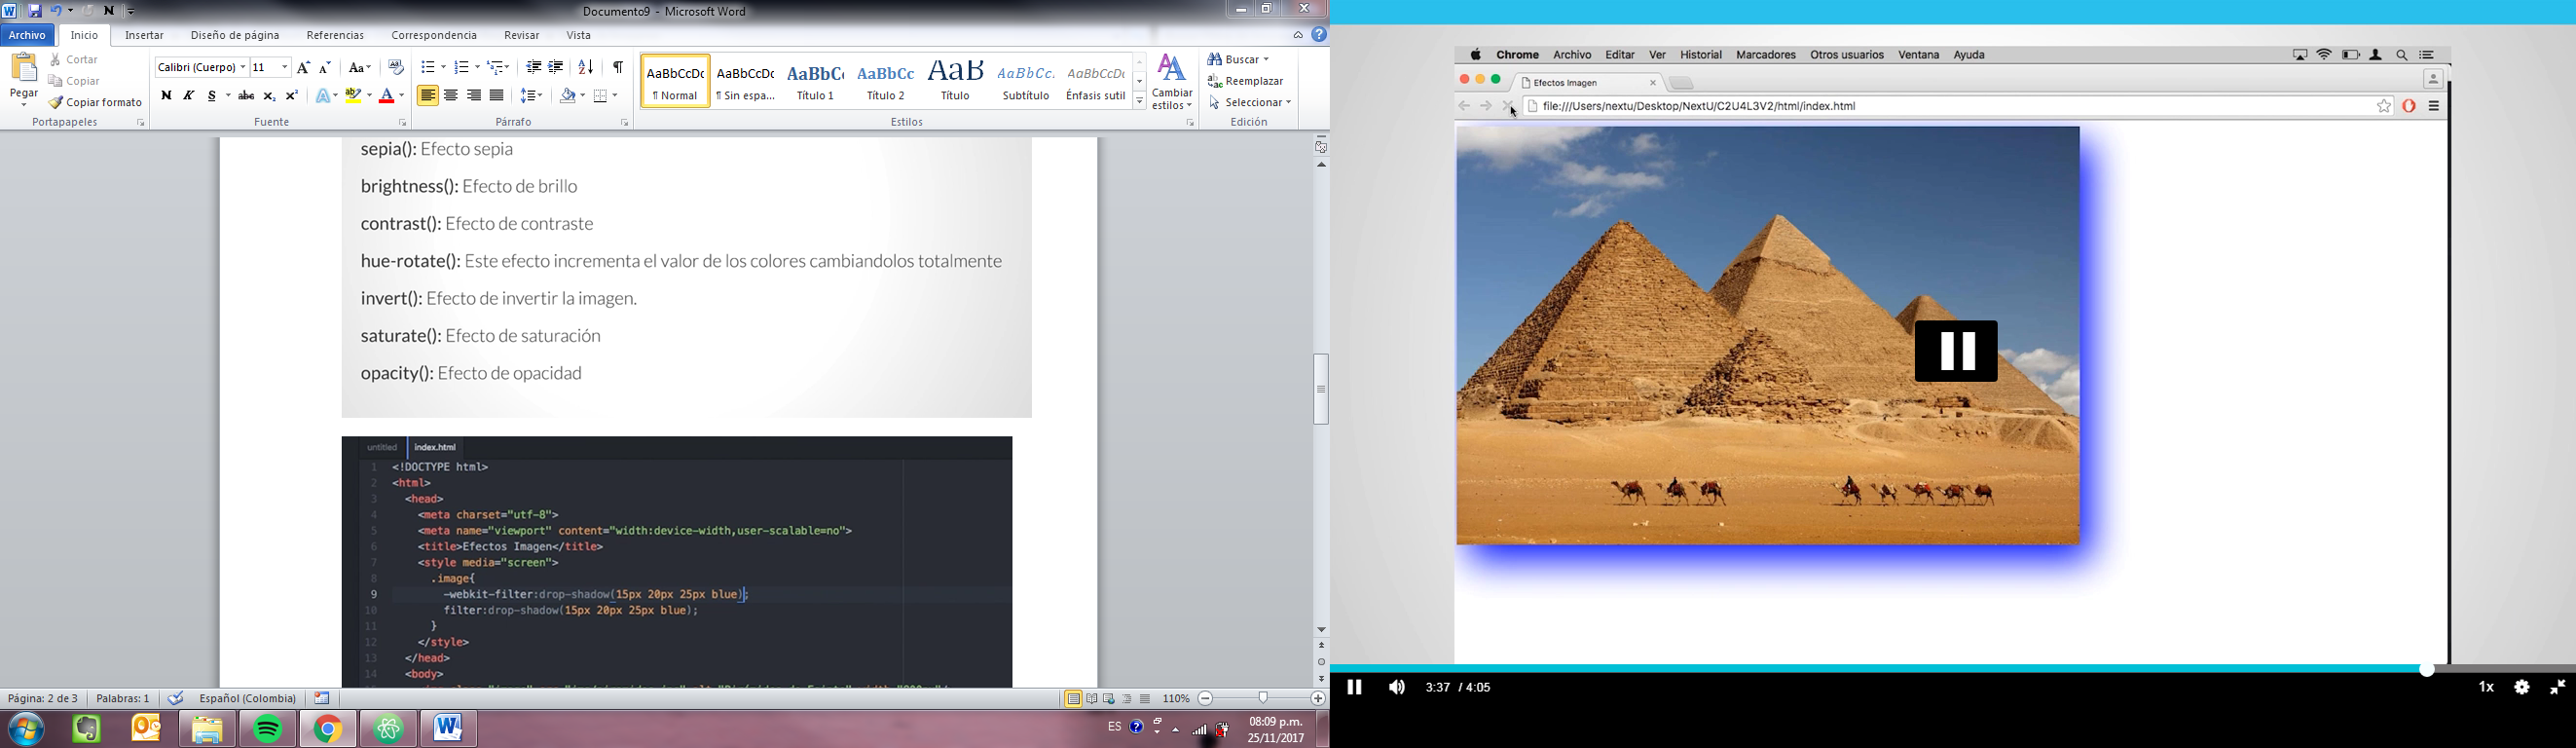 Documento9 - Microsoft Word
Archivo Inicio Insertar Diseño de página Referencias Correspondencia Revisar Vista
Pegar
Cortar
Copiar
Copiar formato
Portapapeles
Calibri (Cuerpo) 11
Fuente
Párrafo
AaBbCcDc AaBbCcDc AaBbC AaBbCc AaB AaBbCc. AaBbCcDc
¶ Normal ¶ Sin espa... Título 1 Título 2 Título Subtítulo Énfasis sutil
Cambiar
estilos
Estilos
Buscar
Reemplazar
Seleccionar
Edición
sepia(): Efecto sepia
brightness(): Efecto de brillo
contrast(): Efecto de contraste
hue-rotate(): Este efecto incrementa el valor de los colores cambiandolos totalmente
invert(): Efecto de invertir la imagen.
saturate(): Efecto de saturación
opacity(): Efecto de opacidad
untitled index.html
1 <!DOCTYPE html>
2 <html>
3 <head>
4 <meta charset="utf-8">
5 <meta name="viewport" content="width:device-width,user-scalable=no">
6 <title>Efectos Imagen</title>
7 <style media="screen">
8 .image{
9 -webkit-filter:drop-shadow(15px 20px 25px blue);
10 filter:drop-shadow(15px 20px 25px blue);
11 }
12 </style>
13 </head>
14 <body>
Página: 2 de 3 Palabras: 1 Español (Colombia) 110%
ES
08:09 p.m.
25/11/2017
Chrome Archivo Editar Ver Historial Marcadores Otros usuarios Ventana Ayuda
Efectos Imagen
file:///Users/nextu/Desktop/NextU/C2U4L3V2/html/index.html
3:37 / 4:05
1x